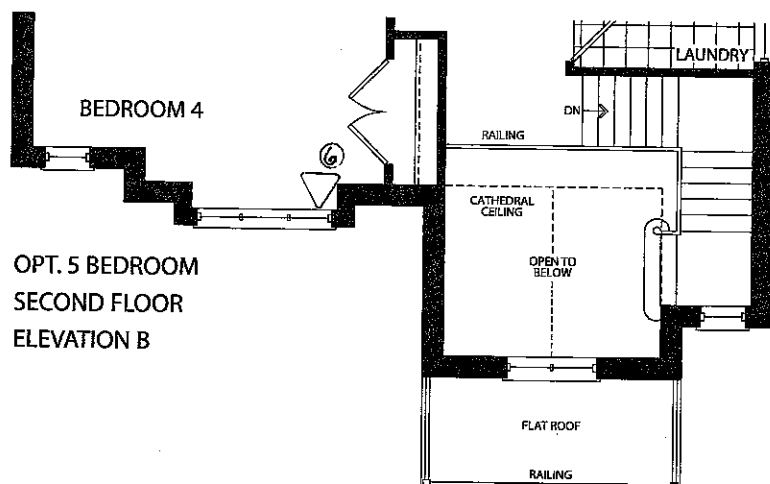 LAUNDRY
BEDROOM 4
DN
RAILING
6
CATHEDRAL
CEILING
OPEN TO
BELOW
OPT. 5 BEDROOM
SECOND FLOOR
ELEVATION B
FLAT ROOF
RAILING